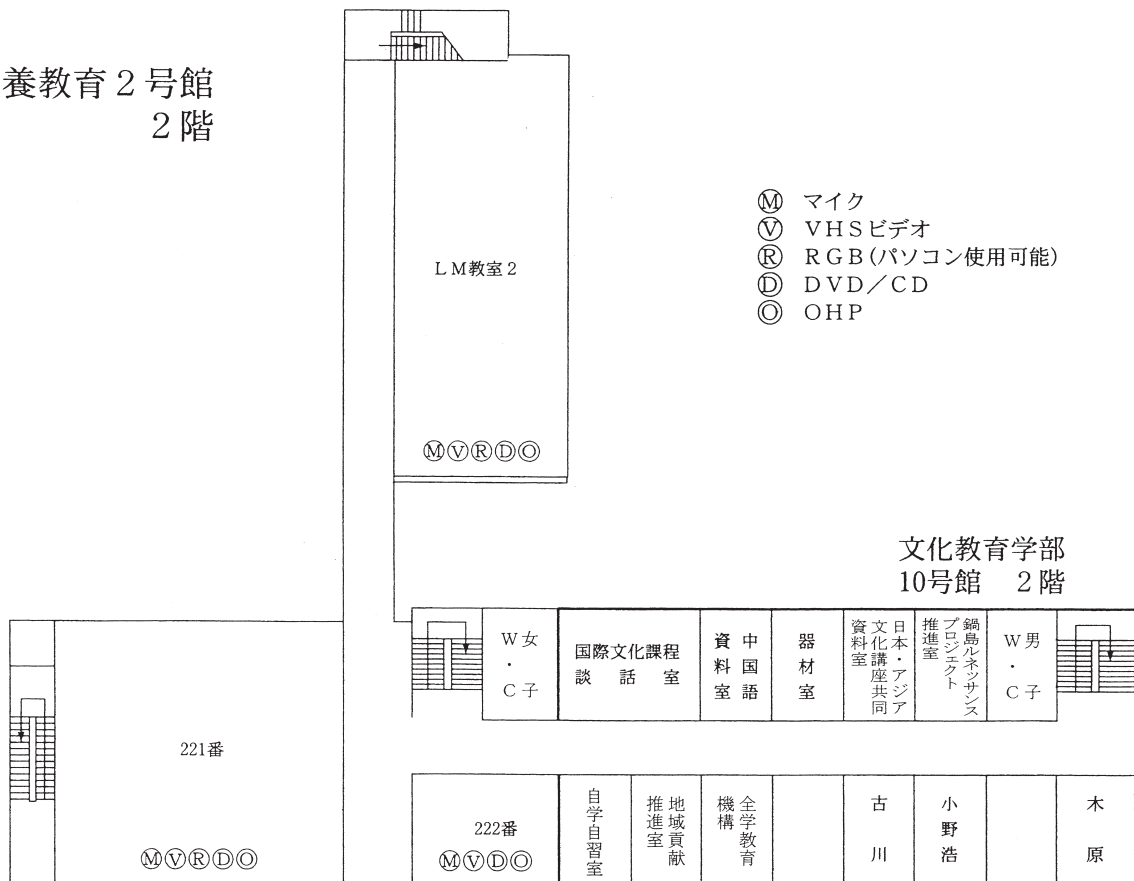 養教育２号館
２階
Ⓜ マイク
Ⓥ ＶＨＳビデオ
Ⓡ ＲＧＢ(パソコン使用可能)
Ⓓ ＤＶＤ／ＣＤ
Ⓞ ＯＨＰ
ＬＭ教室２
ⓂⓋⓇⒹⓄ
文化教育学部
10号館　２階
女子
Ｗ・Ｃ
国際文化課程
談話室
中国語
資料室
器材室
日本・アジア
文化講座共同
資料室
鍋島ルネッサンス
プロジェクト
推進室
男子
Ｗ・Ｃ
221番
ⓂⓋⓇⒹⓄ
222番
ⓂⓋⒹⓄ
自学自習室
地域貢献
推進室
全学教育
機構
古川
小野浩
木原